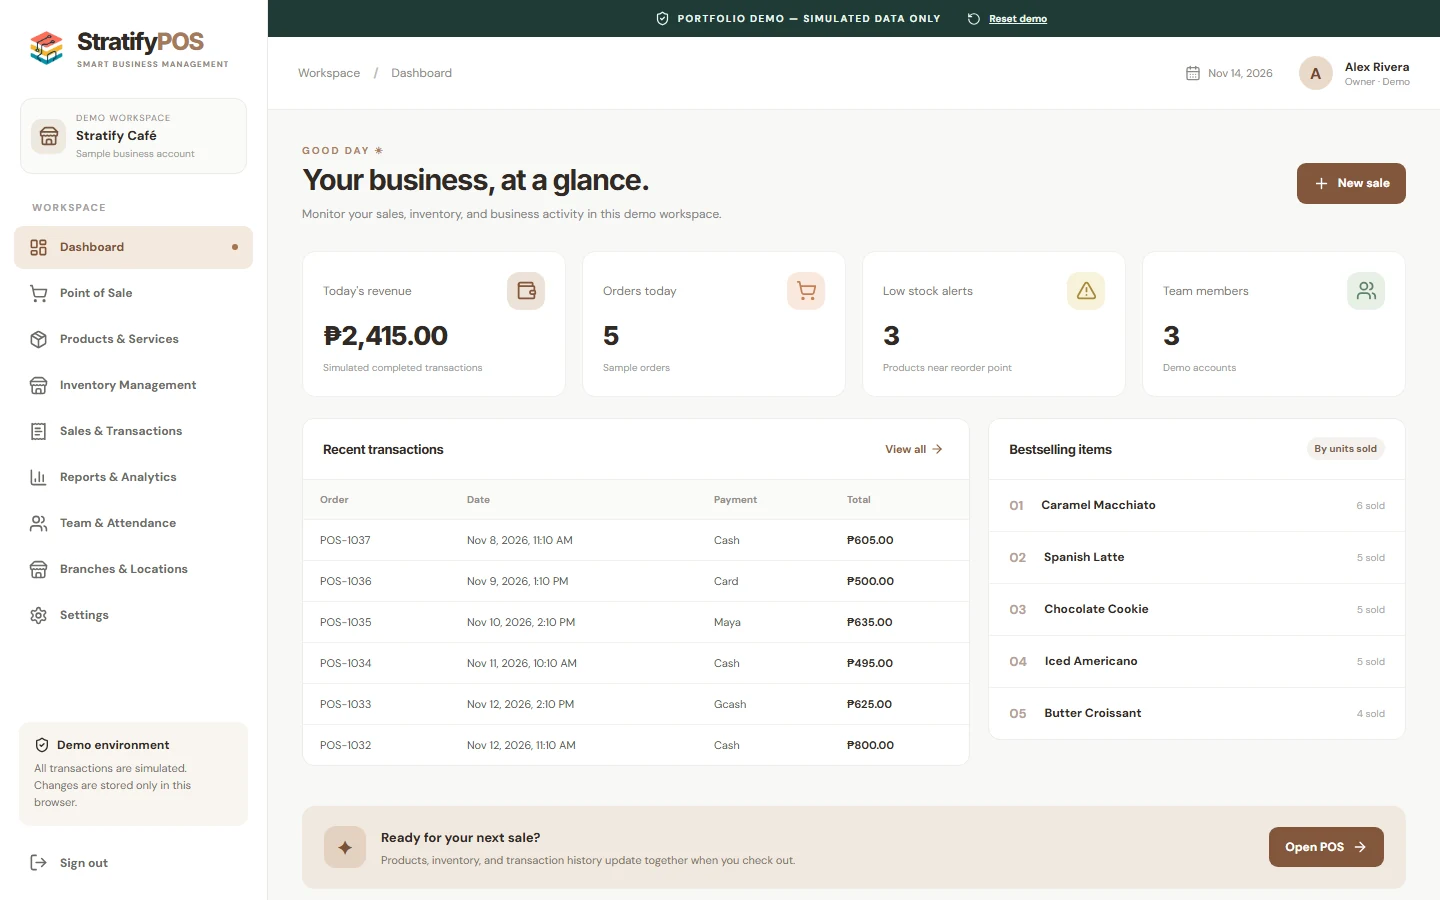 StratifyPOS
SMART BUSINESS MANAGEMENT
DEMO WORKSPACE
Stratify Café
Sample business account
WORKSPACE
Dashboard
Point of Sale
Products & Services
Inventory Management
Sales & Transactions
Reports & Analytics
Team & Attendance
Branches & Locations
Settings
Demo environment
All transactions are simulated.
Changes are stored only in this
browser.
Sign out
PORTFOLIO DEMO — SIMULATED DATA ONLY Reset demo
Workspace / Dashboard
Nov 14, 2026
A
Alex Rivera
Owner · Demo
GOOD DAY ☀
Your business, at a glance.
Monitor your sales, inventory, and business activity in this demo workspace.
+ New sale
Today's revenue
₱2,415.00
Simulated completed transactions
Orders today
5
Sample orders
Low stock alerts
3
Products near reorder point
Team members
3
Demo accounts
Recent transactions View all →
Order Date Payment Total
POS-1037 Nov 8, 2026, 11:10 AM Cash ₱605.00
POS-1036 Nov 9, 2026, 1:10 PM Card ₱500.00
POS-1035 Nov 10, 2026, 2:10 PM Maya ₱635.00
POS-1034 Nov 11, 2026, 10:10 AM Cash ₱495.00
POS-1033 Nov 12, 2026, 2:10 PM Gcash ₱625.00
POS-1032 Nov 12, 2026, 11:10 AM Cash ₱800.00
Bestselling items By units sold
01 Caramel Macchiato 6 sold
02 Spanish Latte 5 sold
03 Chocolate Cookie 5 sold
04 Iced Americano 5 sold
05 Butter Croissant 4 sold
Ready for your next sale?
Products, inventory, and transaction history update together when you check out.
Open POS →